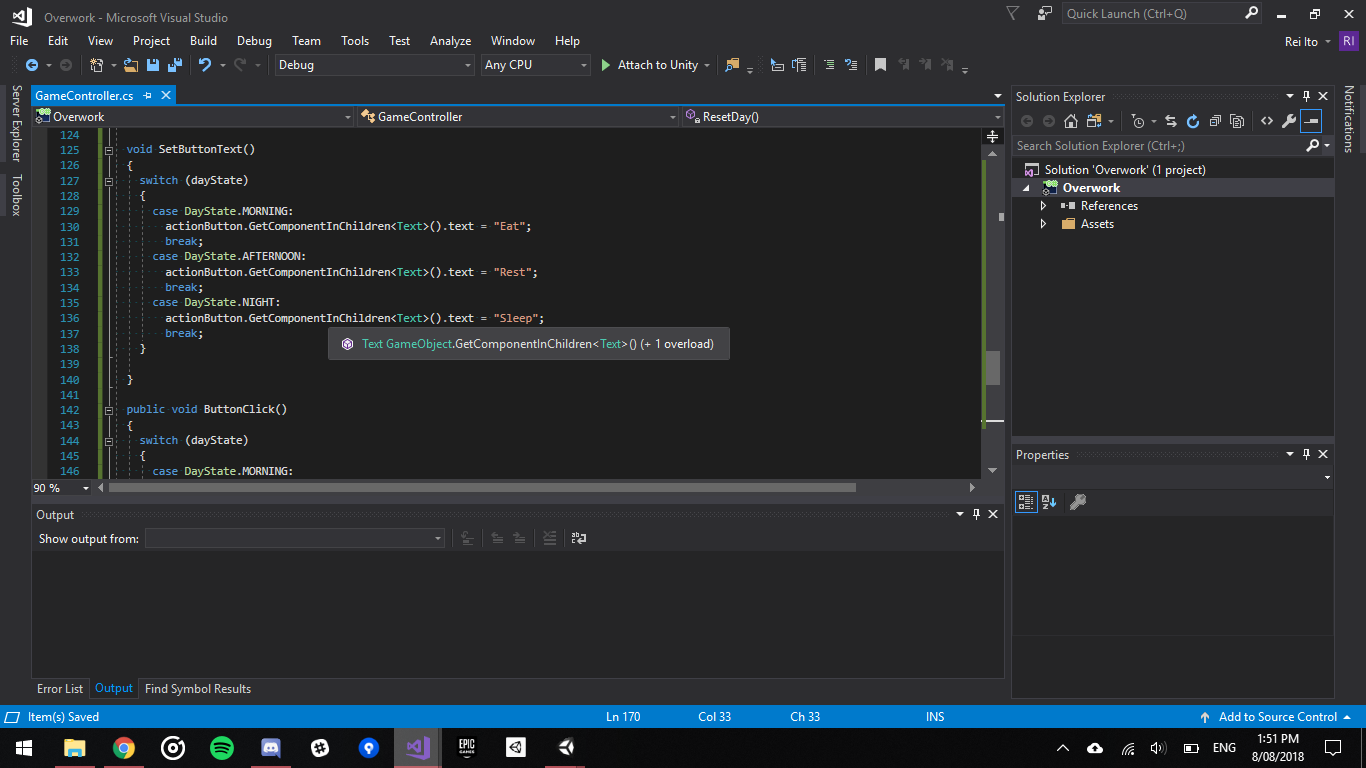 Overwork - Microsoft Visual Studio
Quick Launch (Ctrl+Q)
File Edit View Project Build Debug Team Tools Test Analyze Window Help
Rei Ito RI
Debug Any CPU Attach to Unity
Server Explorer
Toolbox
GameController.cs
Overwork GameController ResetDay()
124
125 void SetButtonText()
126 {
127 switch (dayState)
128 {
129 case DayState.MORNING:
130 actionButton.GetComponentInChildren<Text>().text = "Eat";
131 break;
132 case DayState.AFTERNOON:
133 actionButton.GetComponentInChildren<Text>().text = "Rest";
134 break;
135 case DayState.NIGHT:
136 actionButton.GetComponentInChildren<Text>().text = "Sleep";
137 break;
Text GameObject.GetComponentInChildren<Text>() (+ 1 overload)
138 }
139
140 }
141
142 public void ButtonClick()
143 {
144 switch (dayState)
145 {
146 case DayState.MORNING:
90 %
Output
Show output from:
Error List Output Find Symbol Results
Solution Explorer
Search Solution Explorer (Ctrl+;)
Solution 'Overwork' (1 project)
Overwork
References
Assets
Properties
Notifications
Item(s) Saved Ln 170 Col 33 Ch 33 INS Add to Source Control
EPIC GAMES
ENG
1:51 PM
8/08/2018